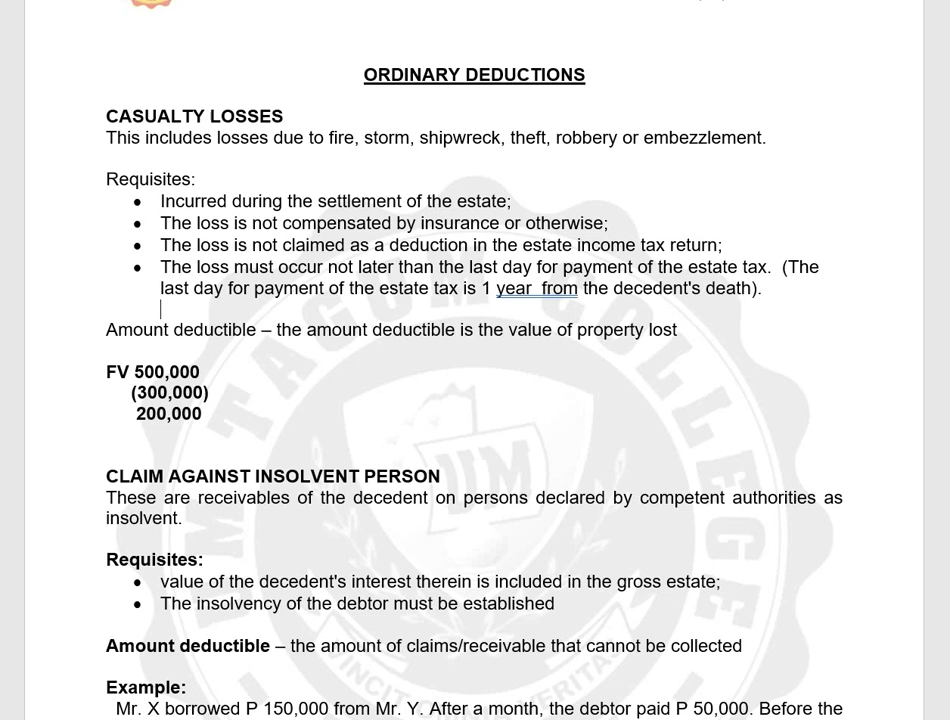 ORDINARY DEDUCTIONS
CASUALTY LOSSES
This includes losses due to fire, storm, shipwreck, theft, robbery or embezzlement.
Requisites:
• Incurred during the settlement of the estate;
• The loss is not compensated by insurance or otherwise;
• The loss is not claimed as a deduction in the estate income tax return;
• The loss must occur not later than the last day for payment of the estate tax.  (The
last day for payment of the estate tax is 1 year  from the decedent's death).
Amount deductible – the amount deductible is the value of property lost
FV 500,000
(300,000)
200,000
CLAIM AGAINST INSOLVENT PERSON
These are receivables of the decedent on persons declared by competent authorities as
insolvent.
Requisites:
• value of the decedent's interest therein is included in the gross estate;
• The insolvency of the debtor must be established
Amount deductible – the amount of claims/receivable that cannot be collected
Example:
Mr. X borrowed P 150,000 from Mr. Y. After a month, the debtor paid P 50,000. Before the
UM TAGUM COLLEGE
UM